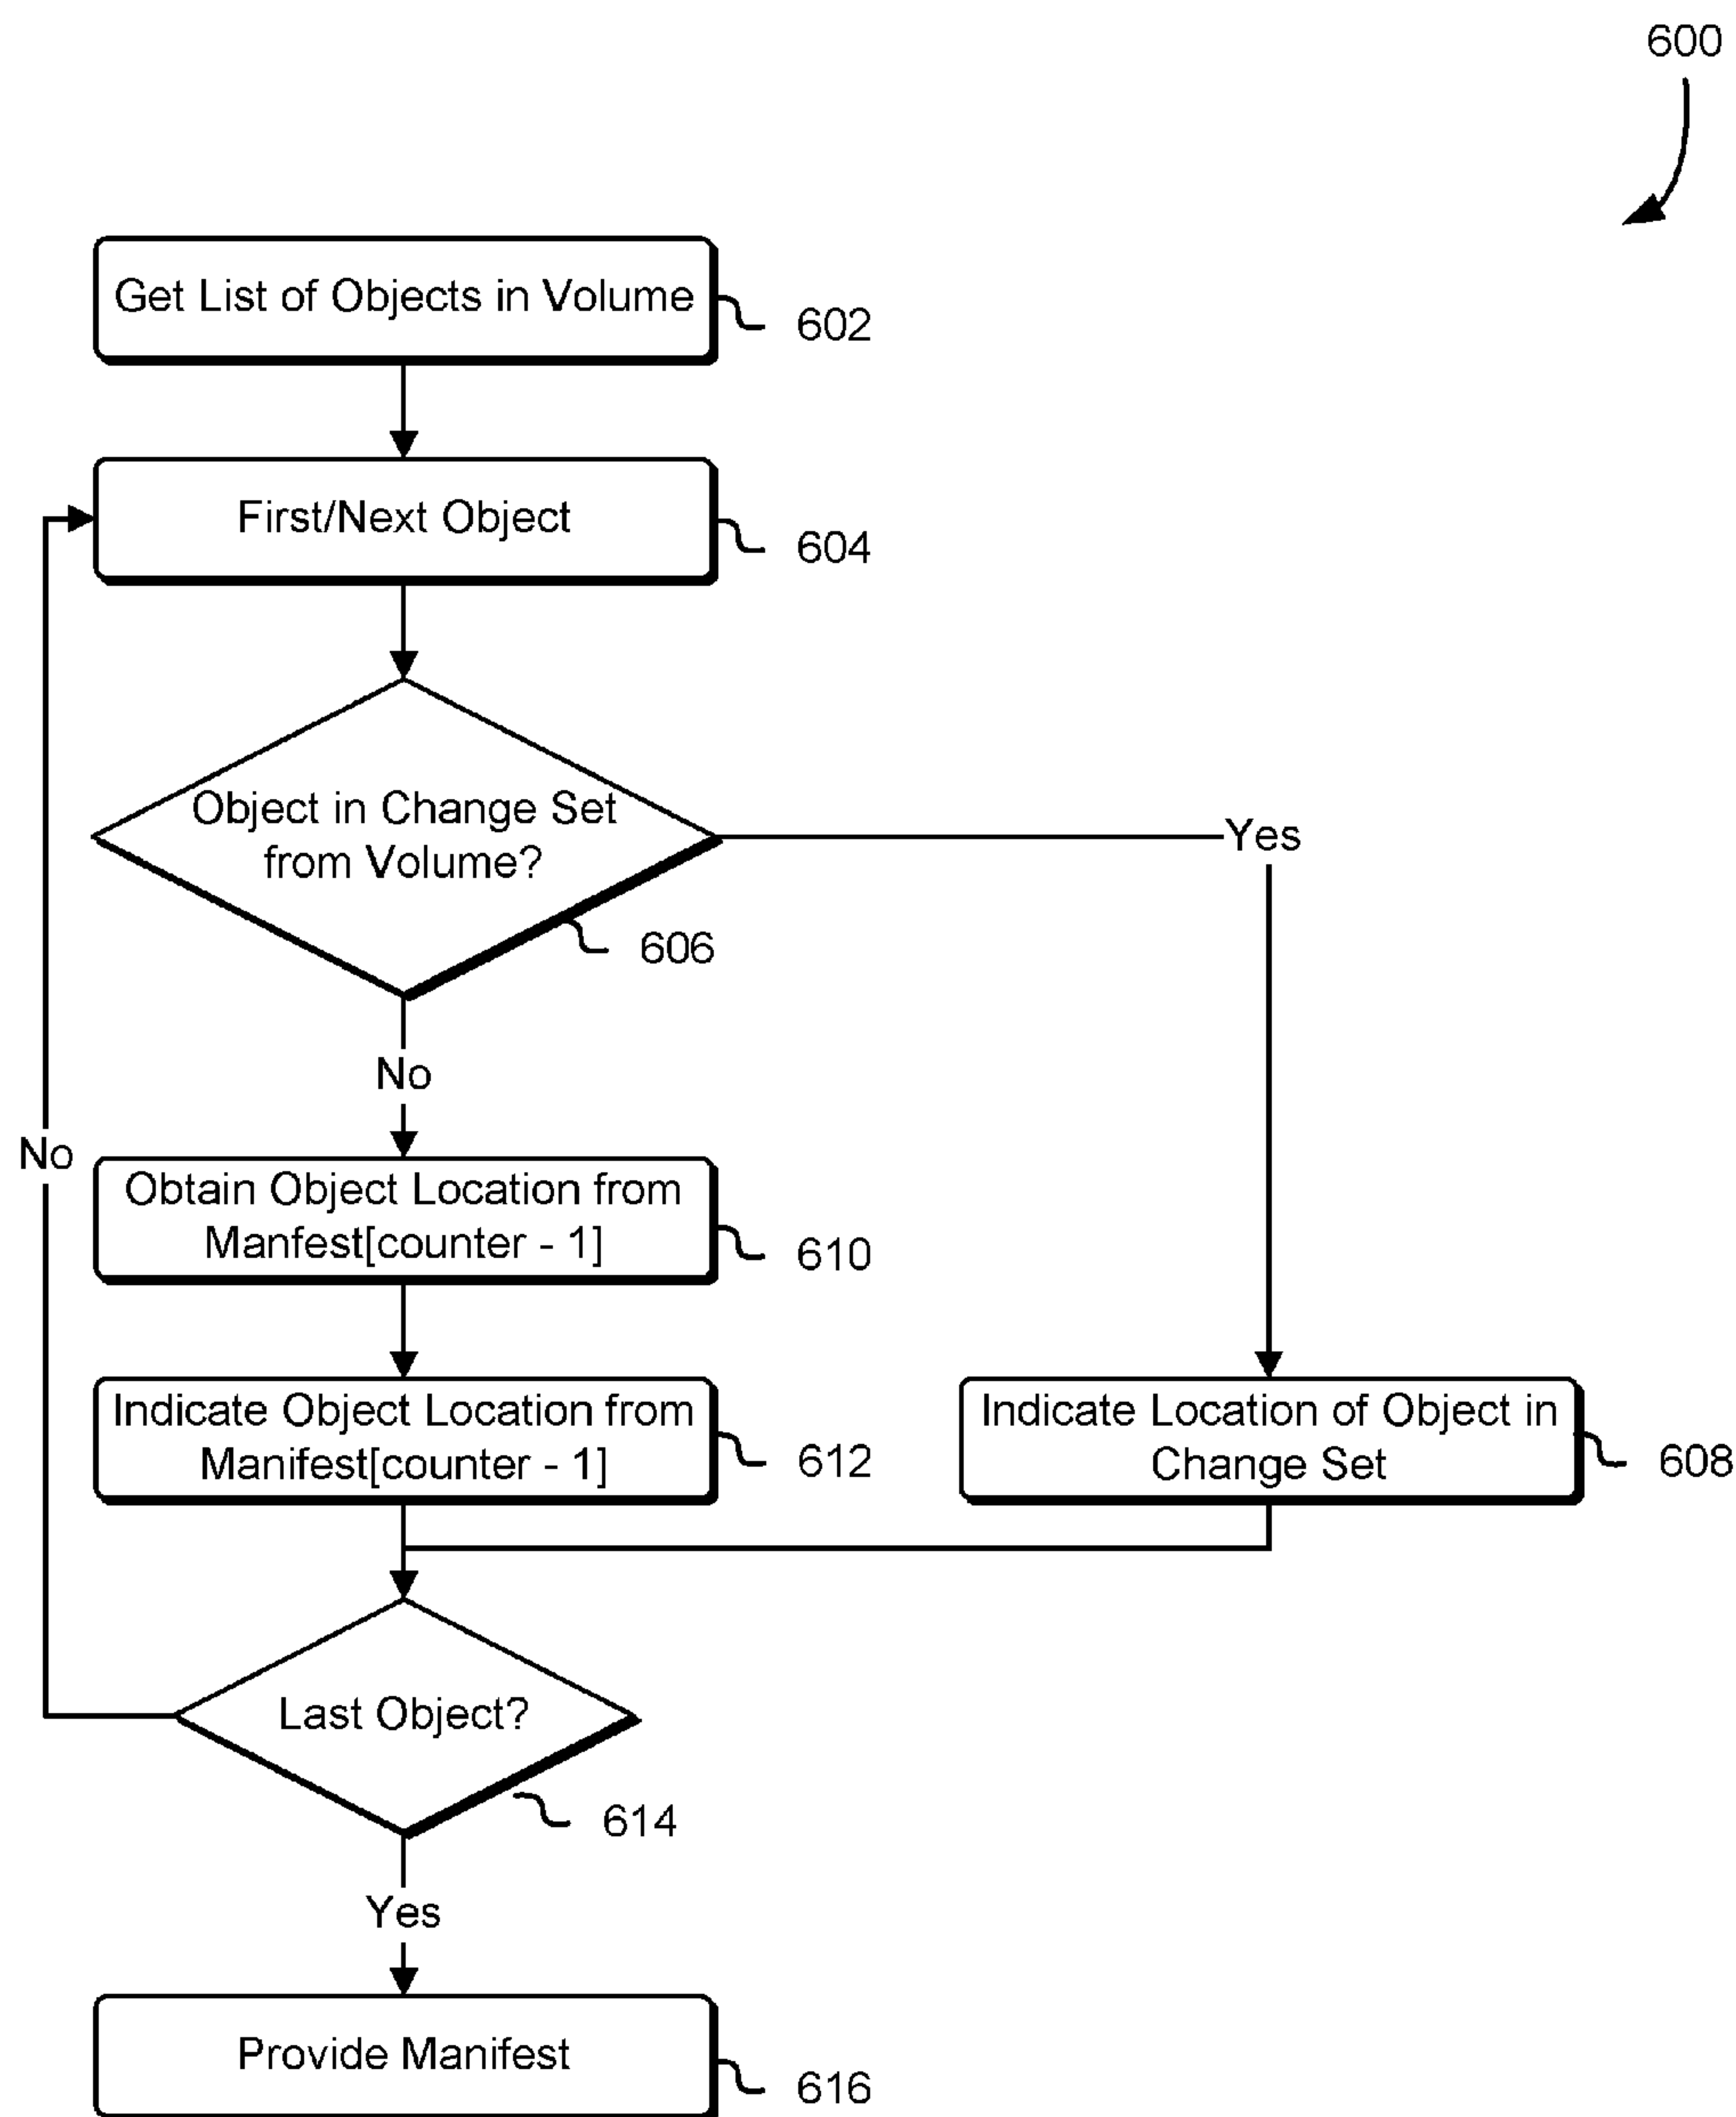 600
Get List of Objects in Volume
602
First/Next Object
604
Object in Change Set
from Volume?
606
Yes
No
No
Obtain Object Location from
Manfest[counter - 1]
610
Indicate Object Location from
Manifest[counter - 1]
612
Indicate Location of Object in
Change Set
608
Last Object?
614
Yes
Provide Manifest
616